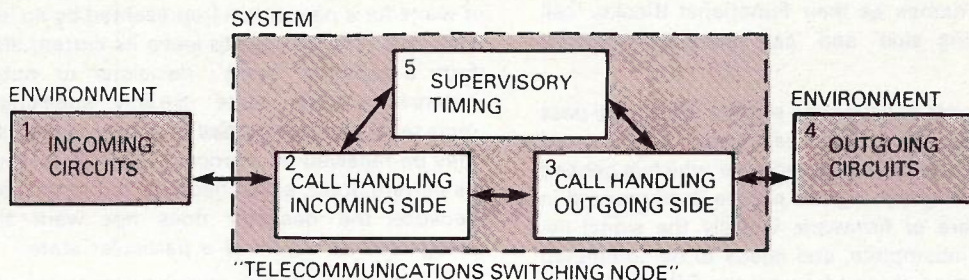 SYSTEM
5
SUPERVISORY
TIMING
ENVIRONMENT
1
INCOMING
CIRCUITS
2
CALL HANDLING
INCOMING SIDE
3
CALL HANDLING
OUTGOING SIDE
ENVIRONMENT
4
OUTGOING
CIRCUITS
"TELECOMMUNICATIONS SWITCHING NODE"